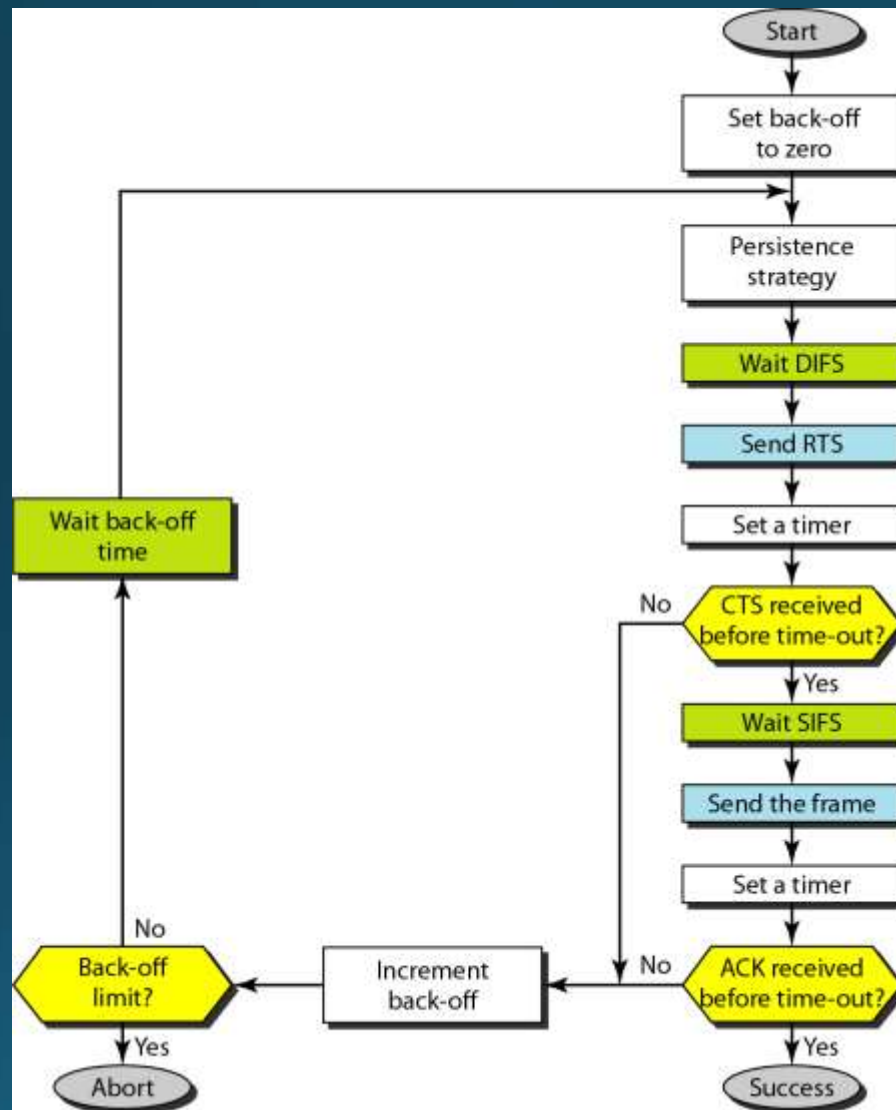 Start
Set back-off
to zero
Persistence
strategy
Wait DIFS
Send RTS
Set a timer
Wait back-off
time
No
CTS received
before time-out?
Yes
Wait SIFS
Send the frame
Set a timer
No
Back-off
limit?
Increment
back-off
No
ACK received
before time-out?
Yes
Abort
Yes
Success